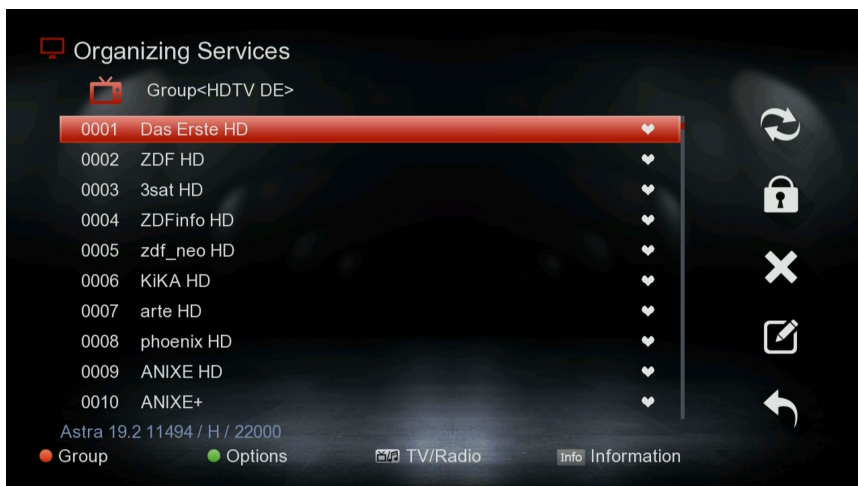 Organizing Services
Group<HDTV DE>
0001 Das Erste HD
0002 ZDF HD
0003 3sat HD
0004 ZDFinfo HD
0005 zdf_neo HD
0006 KiKA HD
0007 arte HD
0008 phoenix HD
0009 ANIXE HD
0010 ANIXE+
Astra 19.2 11494 / H / 22000
Group Options TV/Radio Info Information